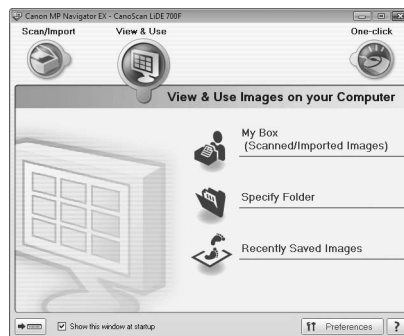 Canon MP Navigator EX - CanoScan LiDE 700F
Scan/Import View & Use One-click
View & Use Images on your Computer
My Box
(Scanned/Imported Images)
Specify Folder
Recently Saved Images
Show this window at startup Preferences ?